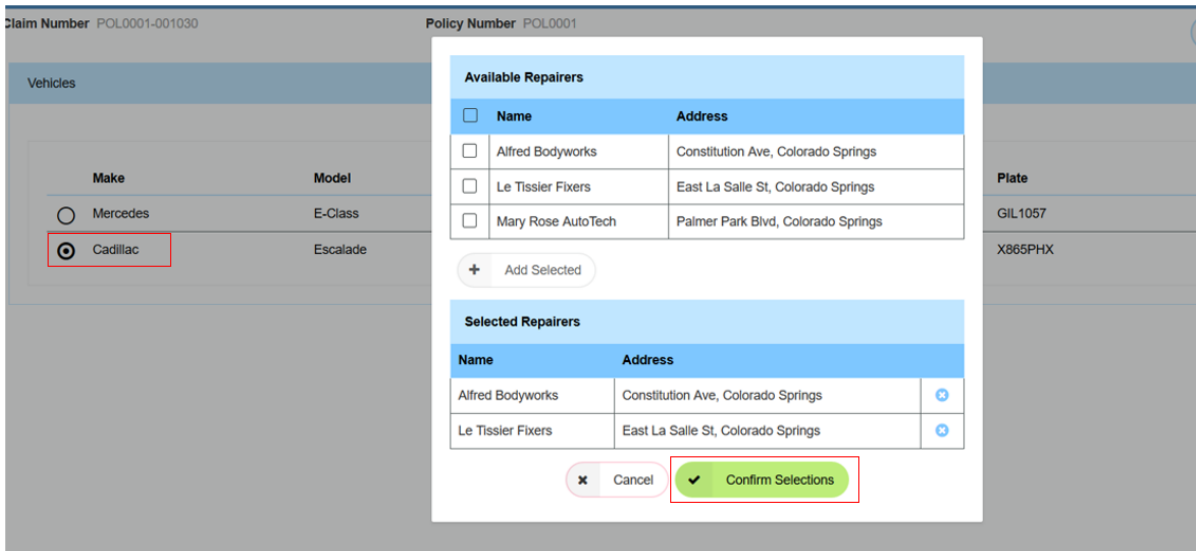 Claim Number POL0001-001030 Policy Number POL0001
Vehicles
Make Model Plate
Mercedes E-Class GIL1057
Cadillac Escalade X865PHX
Available Repairers
Name Address
Alfred Bodyworks Constitution Ave, Colorado Springs
Le Tissier Fixers East La Salle St, Colorado Springs
Mary Rose AutoTech Palmer Park Blvd, Colorado Springs
Add Selected
Selected Repairers
Name Address
Alfred Bodyworks Constitution Ave, Colorado Springs
Le Tissier Fixers East La Salle St, Colorado Springs
Cancel Confirm Selections